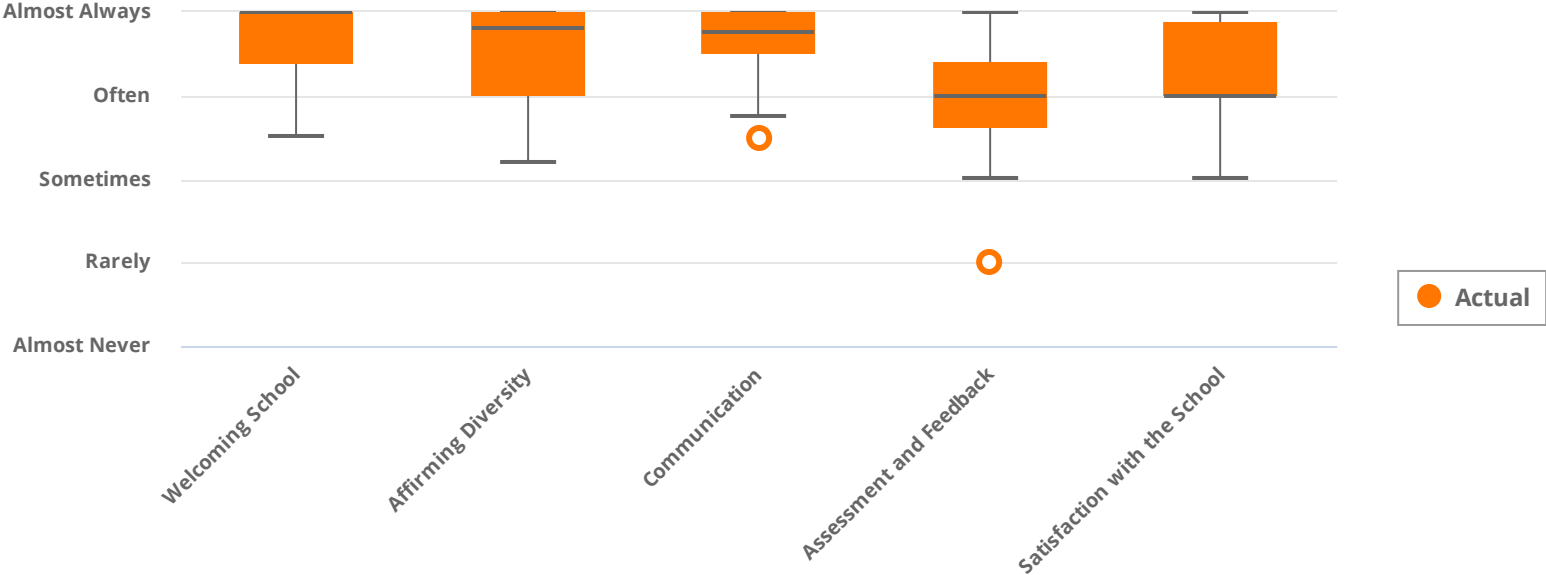 Almost Always
Often
Sometimes
Rarely
Almost Never
Actual
Welcoming School
Affirming Diversity
Communication
Assessment and Feedback
Satisfaction with the School